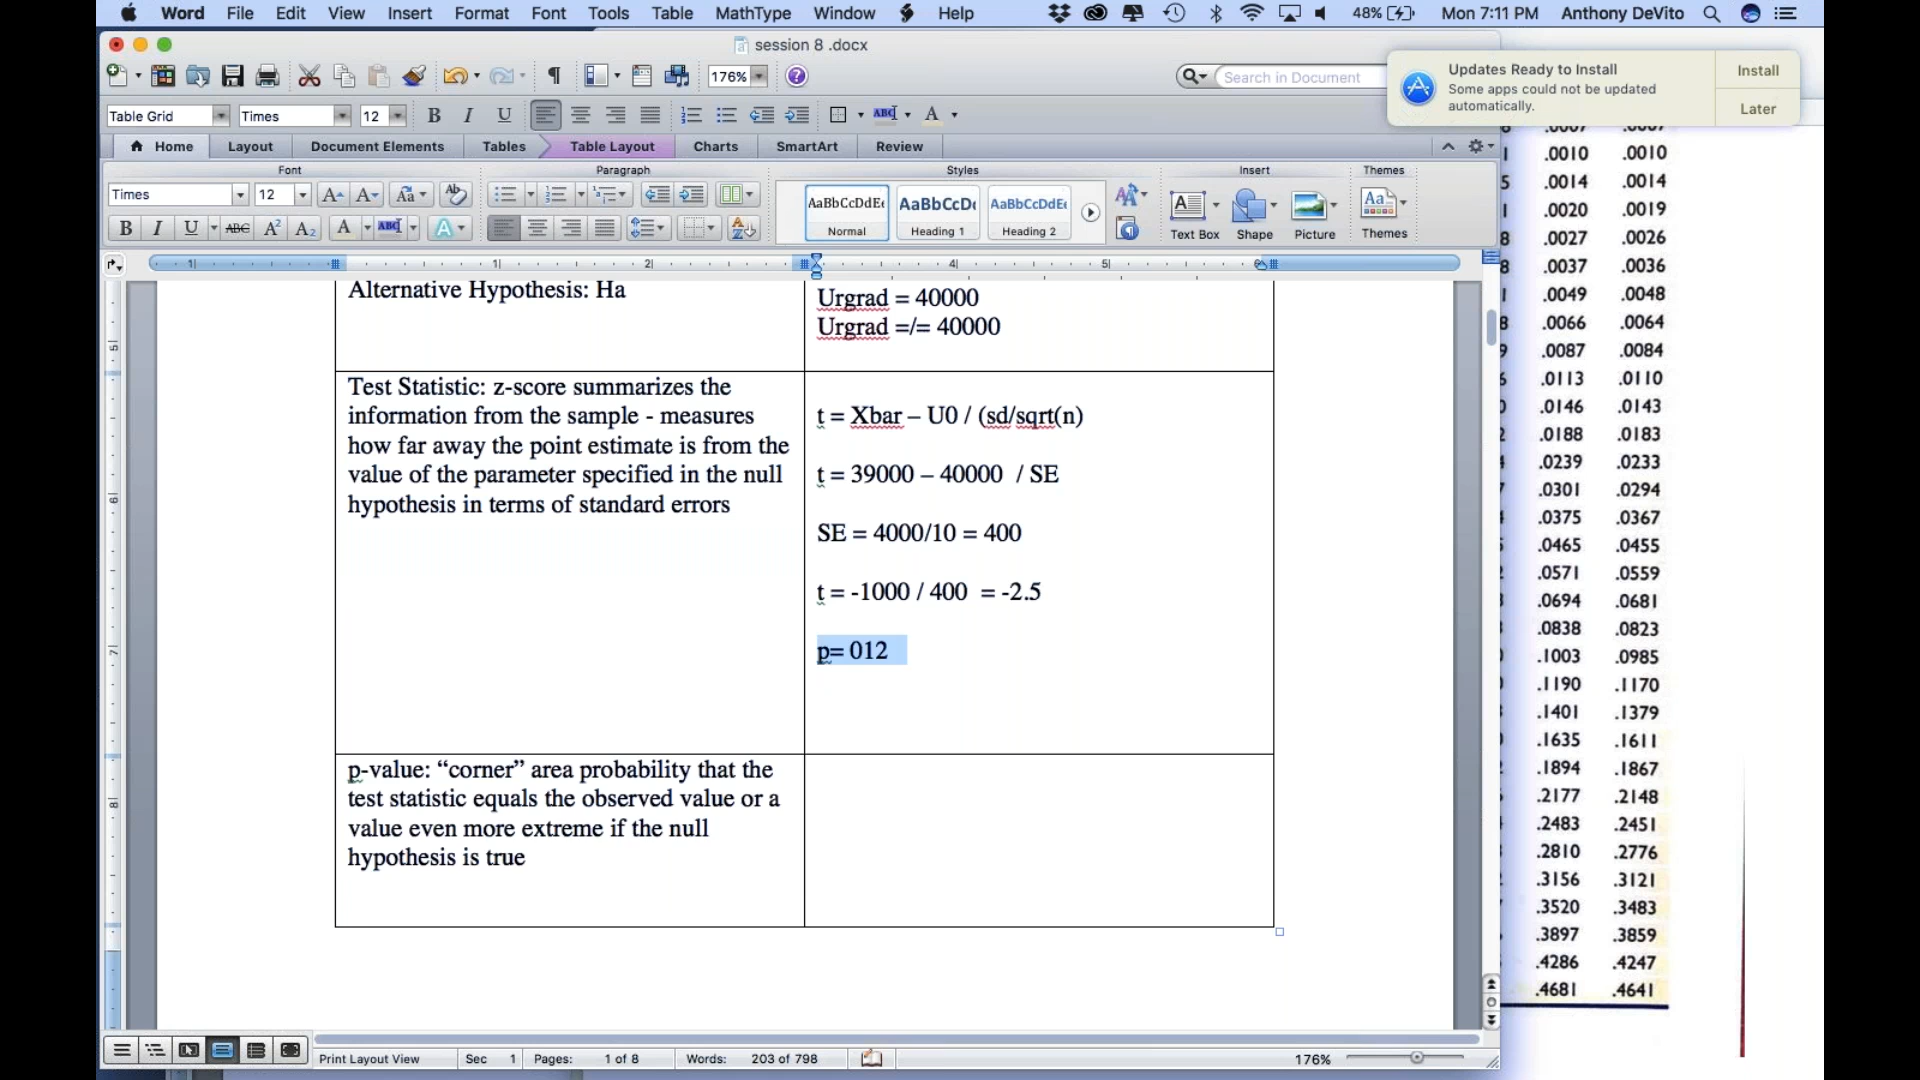 Word File Edit View Insert Format Font Tools Table MathType Window Help 48% Mon 7:11 PM Anthony DeVito
session 8 .docx
176% Search in Document
Updates Ready to Install
Some apps could not be updated
automatically.
Install
Later
Table Grid Times 12 B I U ABC A
Home Layout Document Elements Tables Table Layout Charts SmartArt Review
Font Paragraph Styles Insert Themes
Times 12
AaBbCcDdEe AaBbCcDc AaBbCcDdEe
Normal Heading 1 Heading 2
Text Box Shape Picture Themes
B I U ABC A² A₂ A ABC A
Alternative Hypothesis: Ha
Urgrad = 40000
Urgrad =/= 40000
Test Statistic: z-score summarizes the
information from the sample - measures
how far away the point estimate is from the
value of the parameter specified in the null
hypothesis in terms of standard errors
t = Xbar – U0 / (sd/sqrt(n)
t = 39000 – 40000 / SE
SE = 4000/10 = 400
t = -1000 / 400 = -2.5
p= 012
p-value: “corner” area probability that the
test statistic equals the observed value or a
value even more extreme if the null
hypothesis is true
.0007 .0007
.0010 .0010
.0014 .0014
.0020 .0019
.0027 .0026
.0037 .0036
.0049 .0048
.0066 .0064
.0087 .0084
.0113 .0110
.0146 .0143
.0188 .0183
.0239 .0233
.0301 .0294
.0375 .0367
.0465 .0455
.0571 .0559
.0694 .0681
.0838 .0823
.1003 .0985
.1190 .1170
.1401 .1379
.1635 .1611
.1894 .1867
.2177 .2148
.2483 .2451
.2810 .2776
.3156 .3121
.3520 .3483
.3897 .3859
.4286 .4247
.4681 .4641
Print Layout View Sec 1 Pages: 1 of 8 Words: 203 of 798 176%